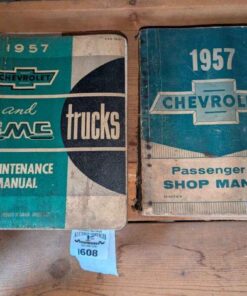 1957
CHEVROLET
and
GMC
trucks
MAINTENANCE
MANUAL
1608
1957
CHEVROLET
Passenger
SHOP MAN